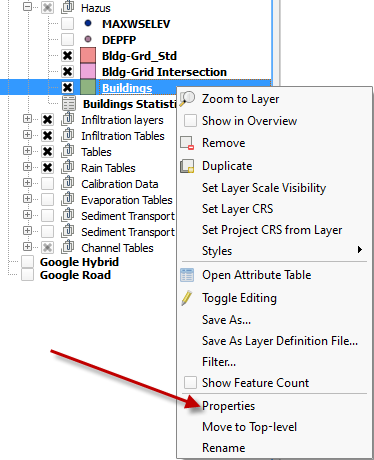 Hazus
MAXWSELEV
DEPFP
Bldg-Grd_Std
Bldg-Grid Intersection
Buildings
Buildings Statisti
Infiltration layers
Infiltration Tables
Tables
Rain Tables
Calibration Data
Evaporation Tables
Sediment Transport
Sediment Transport
Channel Tables
Google Hybrid
Google Road
Zoom to Layer
Show in Overview
Remove
Duplicate
Set Layer Scale Visibility
Set Layer CRS
Set Project CRS from Layer
Styles
Open Attribute Table
Toggle Editing
Save As...
Save As Layer Definition File...
Filter...
Show Feature Count
Properties
Move to Top-level
Rename